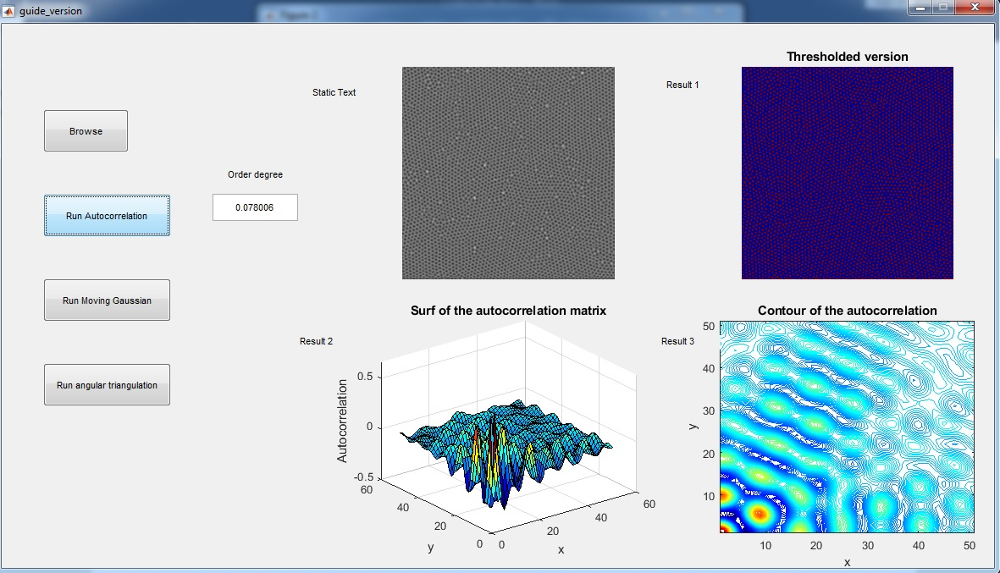 guide_version
Thresholded version
Static Text
Result 1
Browse
Order degree
0.078006
Run Autocorrelation
Run Moving Gaussian
Run angular triangulation
Surf of the autocorrelation matrix
Result 2
Autocorrelation
0.5
0
-0.5
60
40
20
0
y
0
20
40
60
x
Contour of the autocorrelation
Result 3
y
50
40
30
20
10
10
20
30
40
50
x